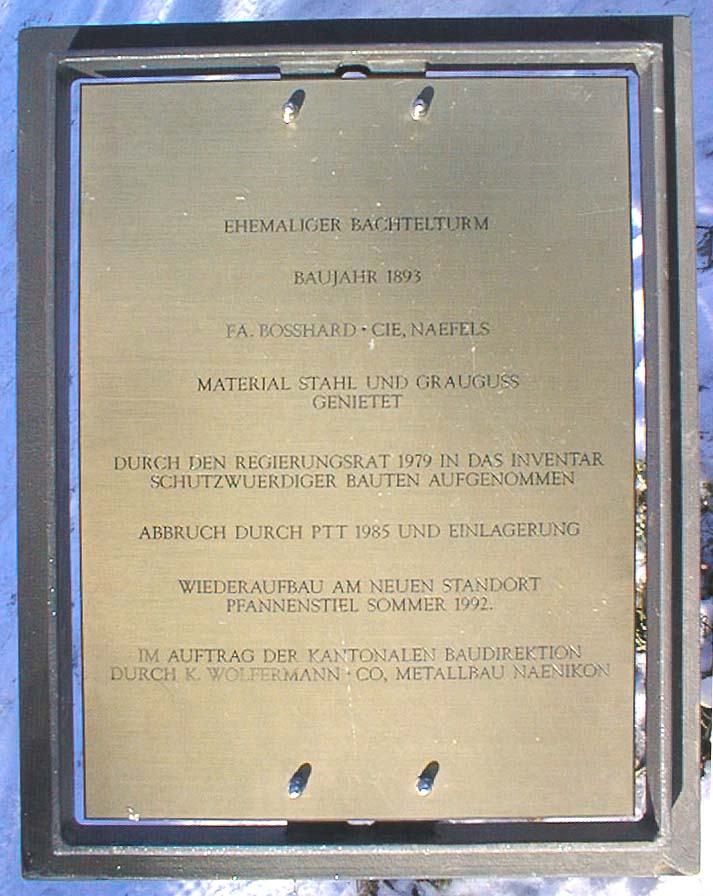 EHEMALIGER BACHTELTURM
BAUJAHR 1893
FA. BOSSHARD · CIE, NAEFELS
MATERIAL STAHL UND GRAUGUSS
GENIETET
DURCH DEN REGIERUNGSRAT 1979 IN DAS INVENTAR
SCHUTZWUERDIGER BAUTEN AUFGENOMMEN
ABBRUCH DURCH PTT 1985 UND EINLAGERUNG
WIEDERAUFBAU AM NEUEN STANDORT
PFANNENSTIEL SOMMER 1992.
IM AUFTRAG DER KANTONALEN BAUDIREKTION
DURCH K. WOLFERMANN · CO, METALLBAU NAENIKON